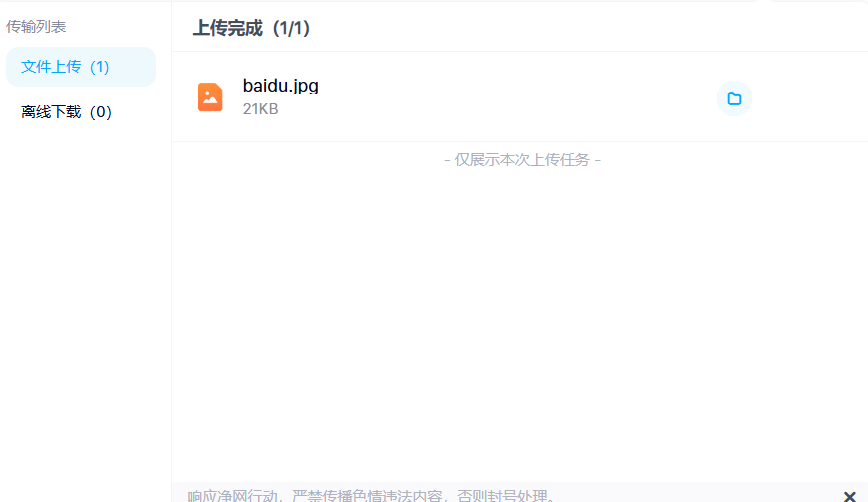 传输列表
文件上传（1）
离线下载（0）
上传完成（1/1）
baidu.jpg
21KB
- 仅展示本次上传任务 -
响应净网行动，严禁传播色情违法内容，否则封号处理。